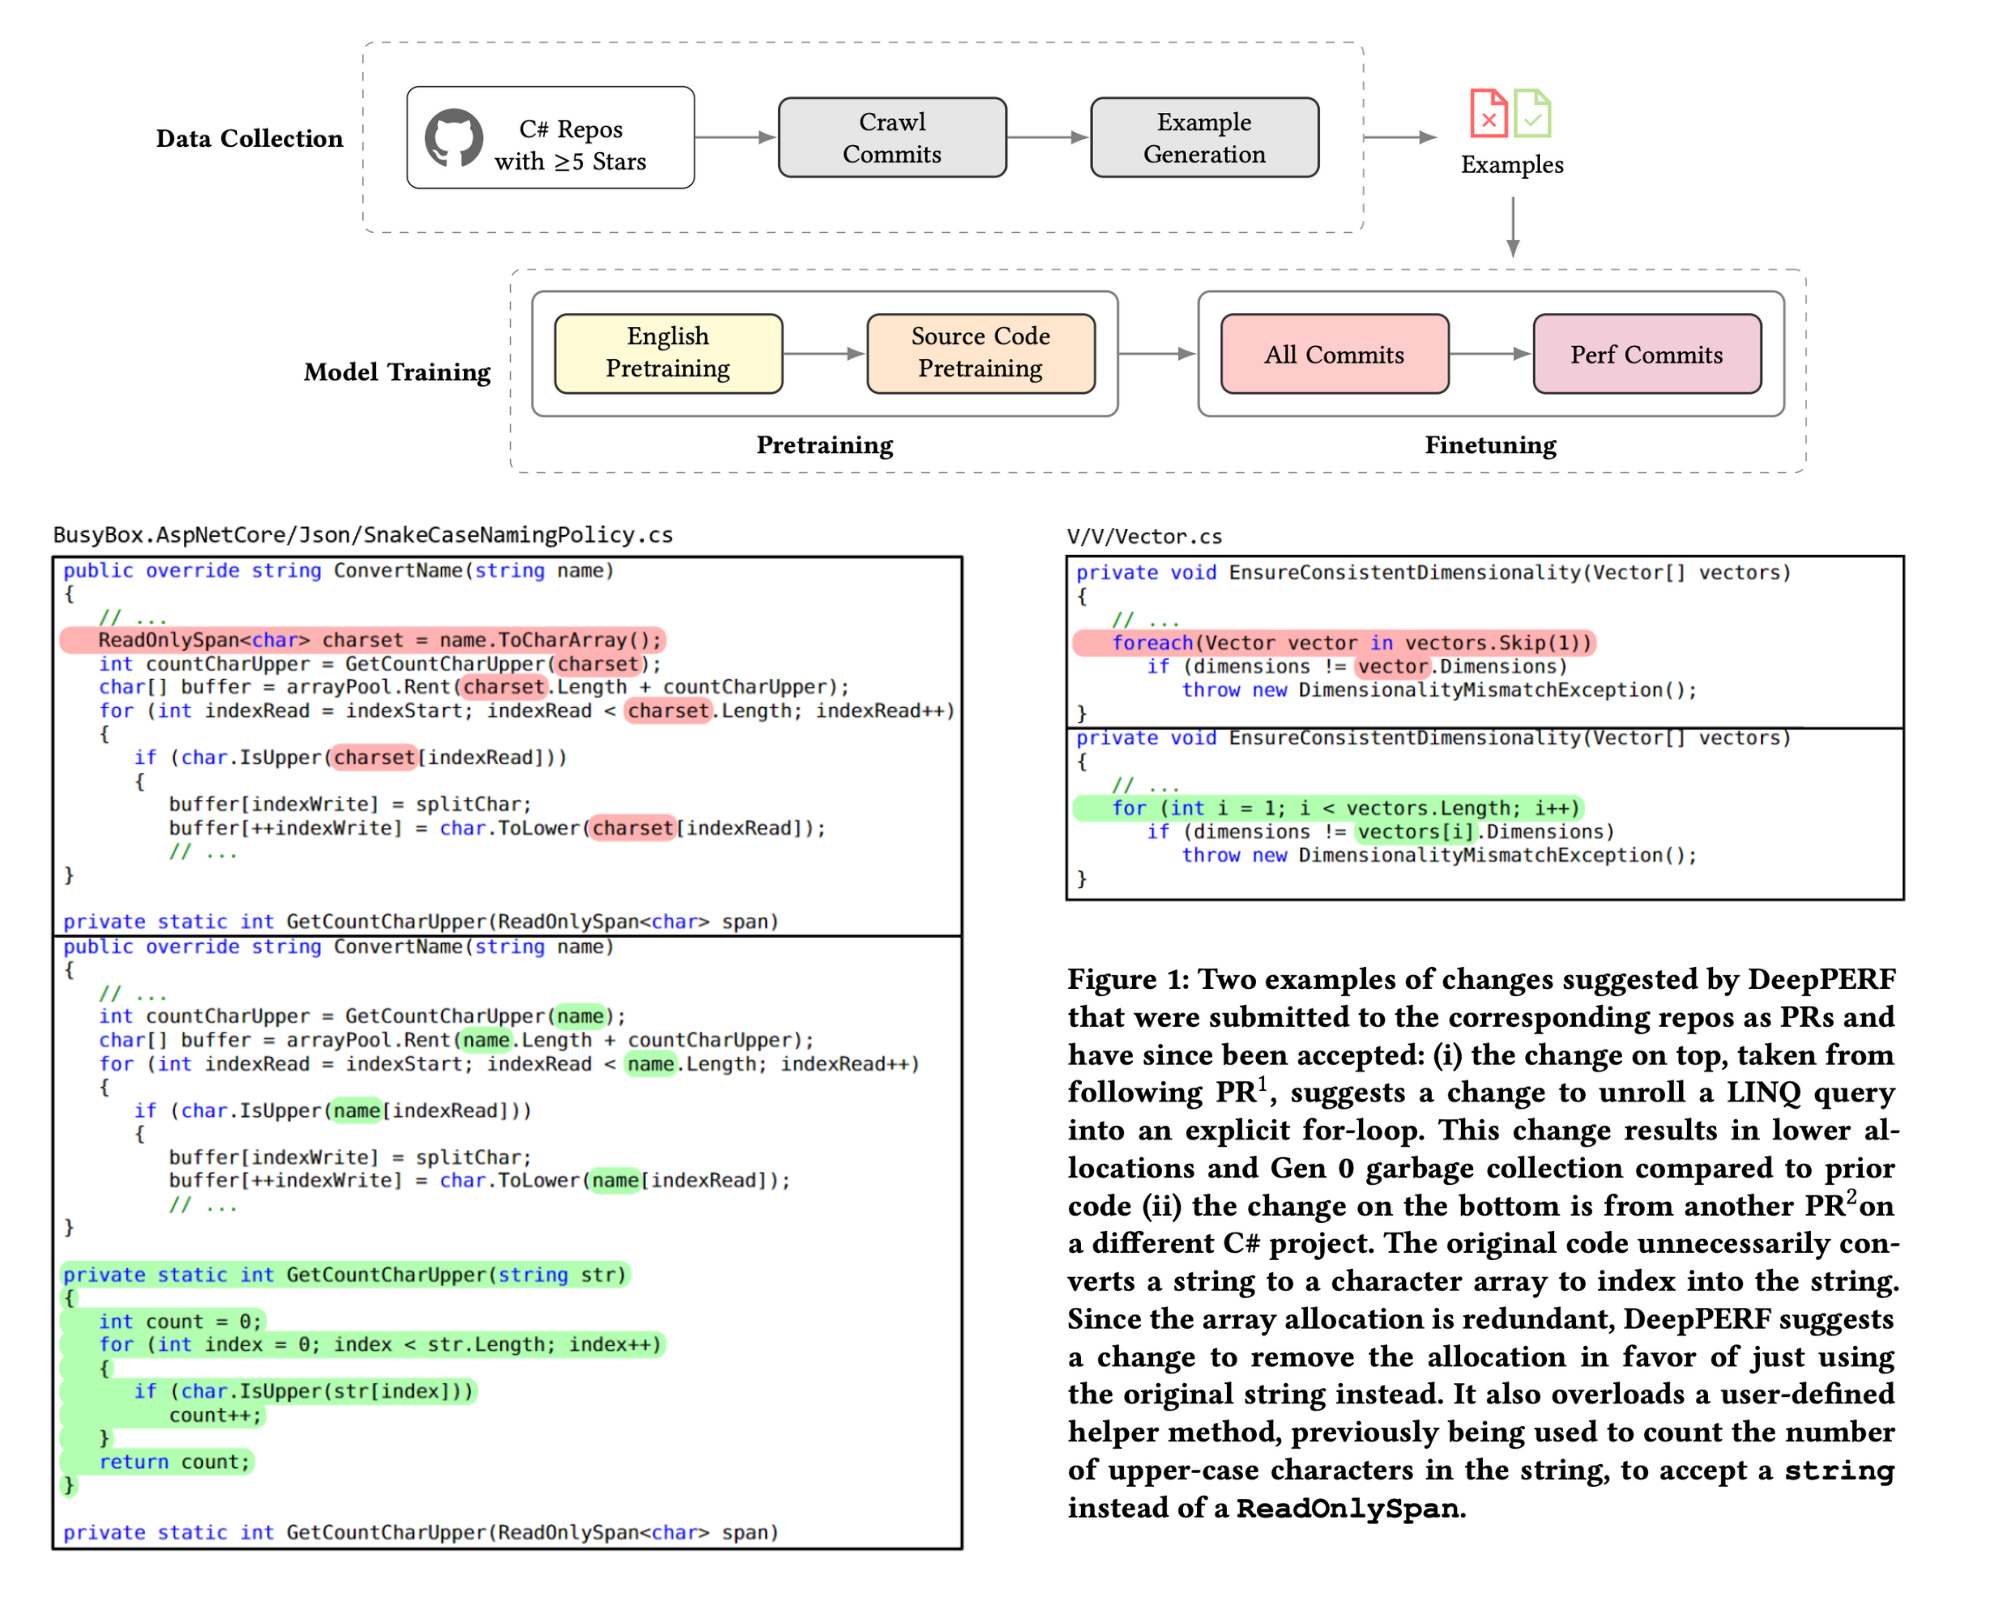 Data Collection
C# Repos
with ≥5 Stars
Crawl
Commits
Example
Generation
Examples
Model Training
English
Pretraining
Source Code
Pretraining
Pretraining
All Commits
Perf Commits
Finetuning
BusyBox.AspNetCore/Json/SnakeCaseNamingPolicy.cs
public override string ConvertName(string name)
{
// ...
ReadOnlySpan<char> charset = name.ToCharArray();
int countCharUpper = GetCountCharUpper(charset);
char[] buffer = arrayPool.Rent(charset.Length + countCharUpper);
for (int indexRead = indexStart; indexRead < charset.Length; indexRead++)
{
if (char.IsUpper(charset[indexRead]))
{
buffer[indexWrite] = splitChar;
buffer[++indexWrite] = char.ToLower(charset[indexRead]);
// ...
}
private static int GetCountCharUpper(ReadOnlySpan<char> span)
public override string ConvertName(string name)
{
// ...
int countCharUpper = GetCountCharUpper(name);
char[] buffer = arrayPool.Rent(name.Length + countCharUpper);
for (int indexRead = indexStart; indexRead < name.Length; indexRead++)
{
if (char.IsUpper(name[indexRead]))
{
buffer[indexWrite] = splitChar;
buffer[++indexWrite] = char.ToLower(name[indexRead]);
// ...
}
private static int GetCountCharUpper(string str)
{
int count = 0;
for (int index = 0; index < str.Length; index++)
{
if (char.IsUpper(str[index]))
count++;
}
return count;
}
private static int GetCountCharUpper(ReadOnlySpan<char> span)
V/V/Vector.cs
private void EnsureConsistentDimensionality(Vector[] vectors)
{
// ...
foreach(Vector vector in vectors.Skip(1))
if (dimensions != vector.Dimensions)
throw new DimensionalityMismatchException();
}
private void EnsureConsistentDimensionality(Vector[] vectors)
{
// ...
for (int i = 1; i < vectors.Length; i++)
if (dimensions != vectors[i].Dimensions)
throw new DimensionalityMismatchException();
}
Figure 1: Two examples of changes suggested by DeepPERF
that were submitted to the corresponding repos as PRs and
have since been accepted: (i) the change on top, taken from
following PR¹, suggests a change to unroll a LINQ query
into an explicit for-loop. This change results in lower al-
locations and Gen 0 garbage collection compared to prior
code (ii) the change on the bottom is from another PR²on
a different C# project. The original code unnecessarily con-
verts a string to a character array to index into the string.
Since the array allocation is redundant, DeepPERF suggests
a change to remove the allocation in favor of just using
the original string instead. It also overloads a user-defined
helper method, previously being used to count the number
of upper-case characters in the string, to accept a string
instead of a ReadOnlySpan.